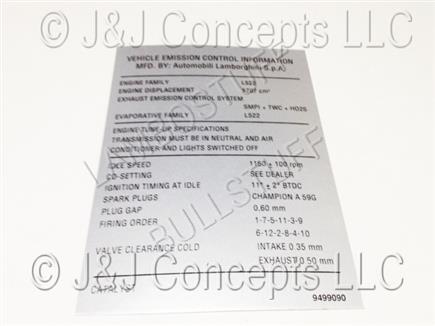 © J&J Concepts LLC
VEHICLE EMISSION CONTROL INFORMATION
MFD. BY: Automobili Lamborghini S.p.A.
ENGINE FAMILY L522
ENGINE DISPLACEMENT 5707 cm³
EXHAUST EMISSION CONTROL SYSTEM
SMPI + TWC + HO2S
EVAPORATIVE FAMILY L522
ENGINE TUNE-UP SPECIFICATIONS
TRANSMISSION MUST BE IN NEUTRAL AND AIR
CONDITIONER AND LIGHTS SWITCHED OFF
IDLE SPEED 1150 ± 100 rpm
CO-SETTING SEE DEALER
IGNITION TIMING AT IDLE 11° ± 2° BTDC
SPARK PLUGS CHAMPION A 59G
PLUG GAP 0.60 mm
FIRING ORDER 1-7-5-11-3-9
6-12-2-8-4-10
VALVE CLEARANCE COLD INTAKE 0.35 mm
EXHAUST 0.50 mm
CATALYST
9499090
LAMBOSTUFF
BULLSTUFF
© J&J Concepts LLC
© J&J Concepts LLC